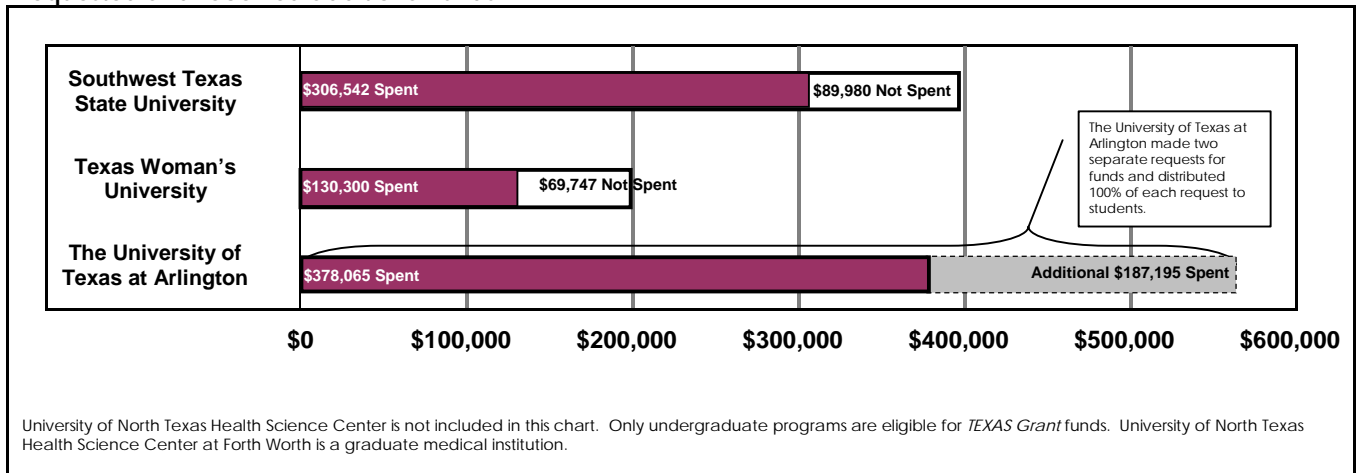 Southwest Texas
State University
$306,542 Spent
$89,980 Not Spent
The University of Texas at
Arlington made two
separate requests for
funds and distributed
100% of each request to
students.
Texas Woman's
University
$130,300 Spent
$69,747 Not Spent
The University of
Texas at Arlington
$378,065 Spent
Additional $187,195 Spent
$0 $100,000 $200,000 $300,000 $400,000 $500,000 $600,000
University of North Texas Health Science Center is not included in this chart. Only undergraduate programs are eligible for TEXAS Grant funds. University of North Texas
Health Science Center at Forth Worth is a graduate medical institution.